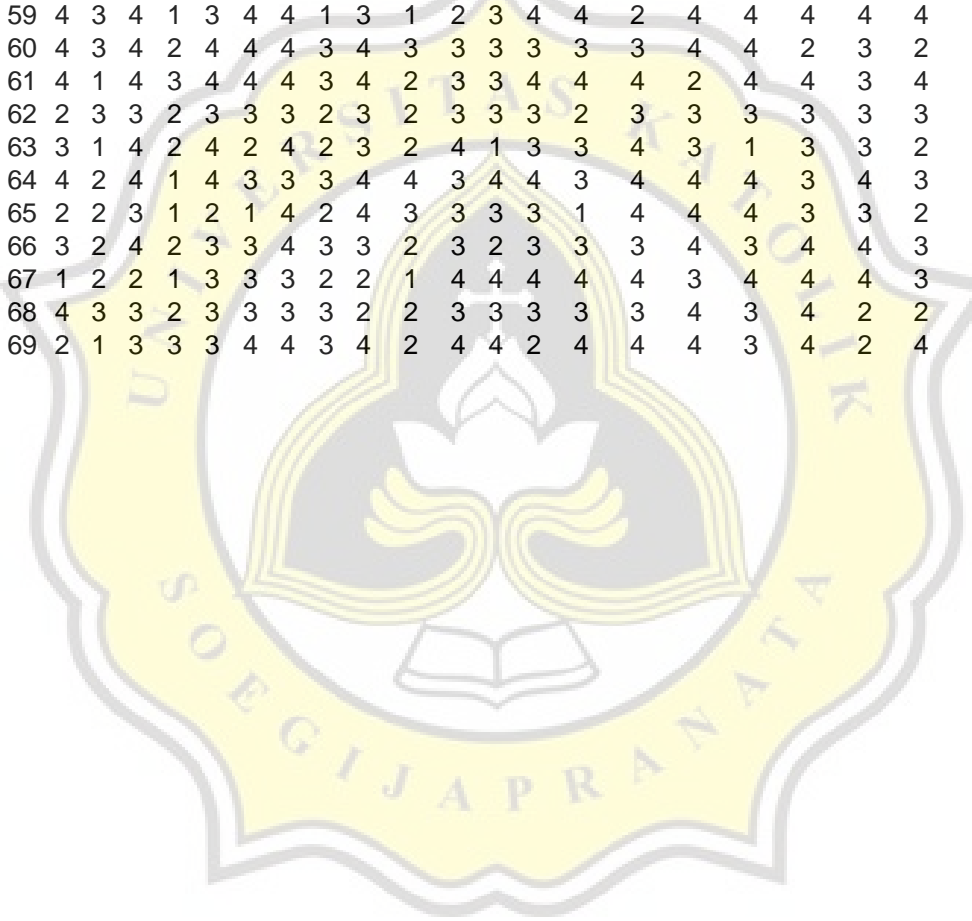 59 4 3 4 1 3 4 4 1 3 1 2 3 4 4 2 4 4 4 4 4
60 4 3 4 2 4 4 4 3 4 3 3 3 3 3 3 4 4 2 3 2
61 4 1 4 3 4 4 4 3 4 2 3 3 4 4 4 2 4 4 3 4
62 2 3 3 2 3 3 3 2 3 2 3 3 3 2 3 3 3 3 3 3
63 3 1 4 2 4 2 4 2 3 2 4 1 3 3 4 3 1 3 3 2
64 4 2 4 1 4 3 3 3 4 4 3 4 4 3 4 4 4 3 4 3
65 2 2 3 1 2 1 4 2 4 3 3 3 3 1 4 4 4 3 3 2
66 3 2 4 2 3 3 4 3 3 2 3 2 3 3 3 4 3 4 4 3
67 1 2 2 1 3 3 3 2 2 1 4 4 4 4 4 3 4 4 4 3
68 4 3 3 2 3 3 3 3 2 2 3 3 3 3 3 4 3 4 2 2
69 2 1 3 3 3 4 4 3 4 2 4 4 2 4 4 4 3 4 2 4
UNIVERSITAS KATOLIK
SOEGIJAPRANATA